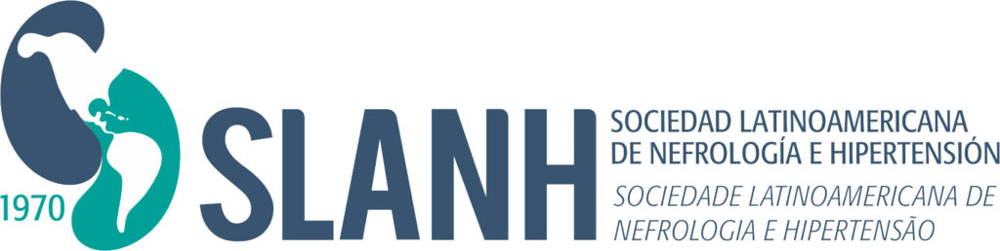 1970
SLANH
SOCIEDAD LATINOAMERICANA
DE NEFROLOGÍA E HIPERTENSIÓN
SOCIEDADE LATINOAMERICANA DE
NEFROLOGIA E HIPERTENSÃO